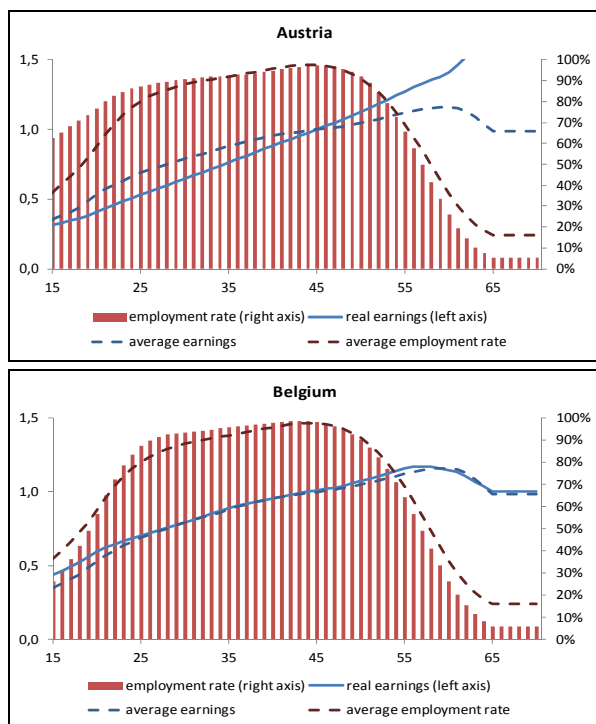 Austria
1,5 100%
90%
80%
1,0 70%
60%
50%
0,5 40%
30%
20%
10%
0,0 0%
15 25 35 45 55 65
employment rate (right axis) real earnings (left axis)
average earnings average employment rate
Belgium
1,5 100%
90%
80%
1,0 70%
60%
50%
0,5 40%
30%
20%
10%
0,0 0%
15 25 35 45 55 65
employment rate (right axis) real earnings (left axis)
average earnings average employment rate